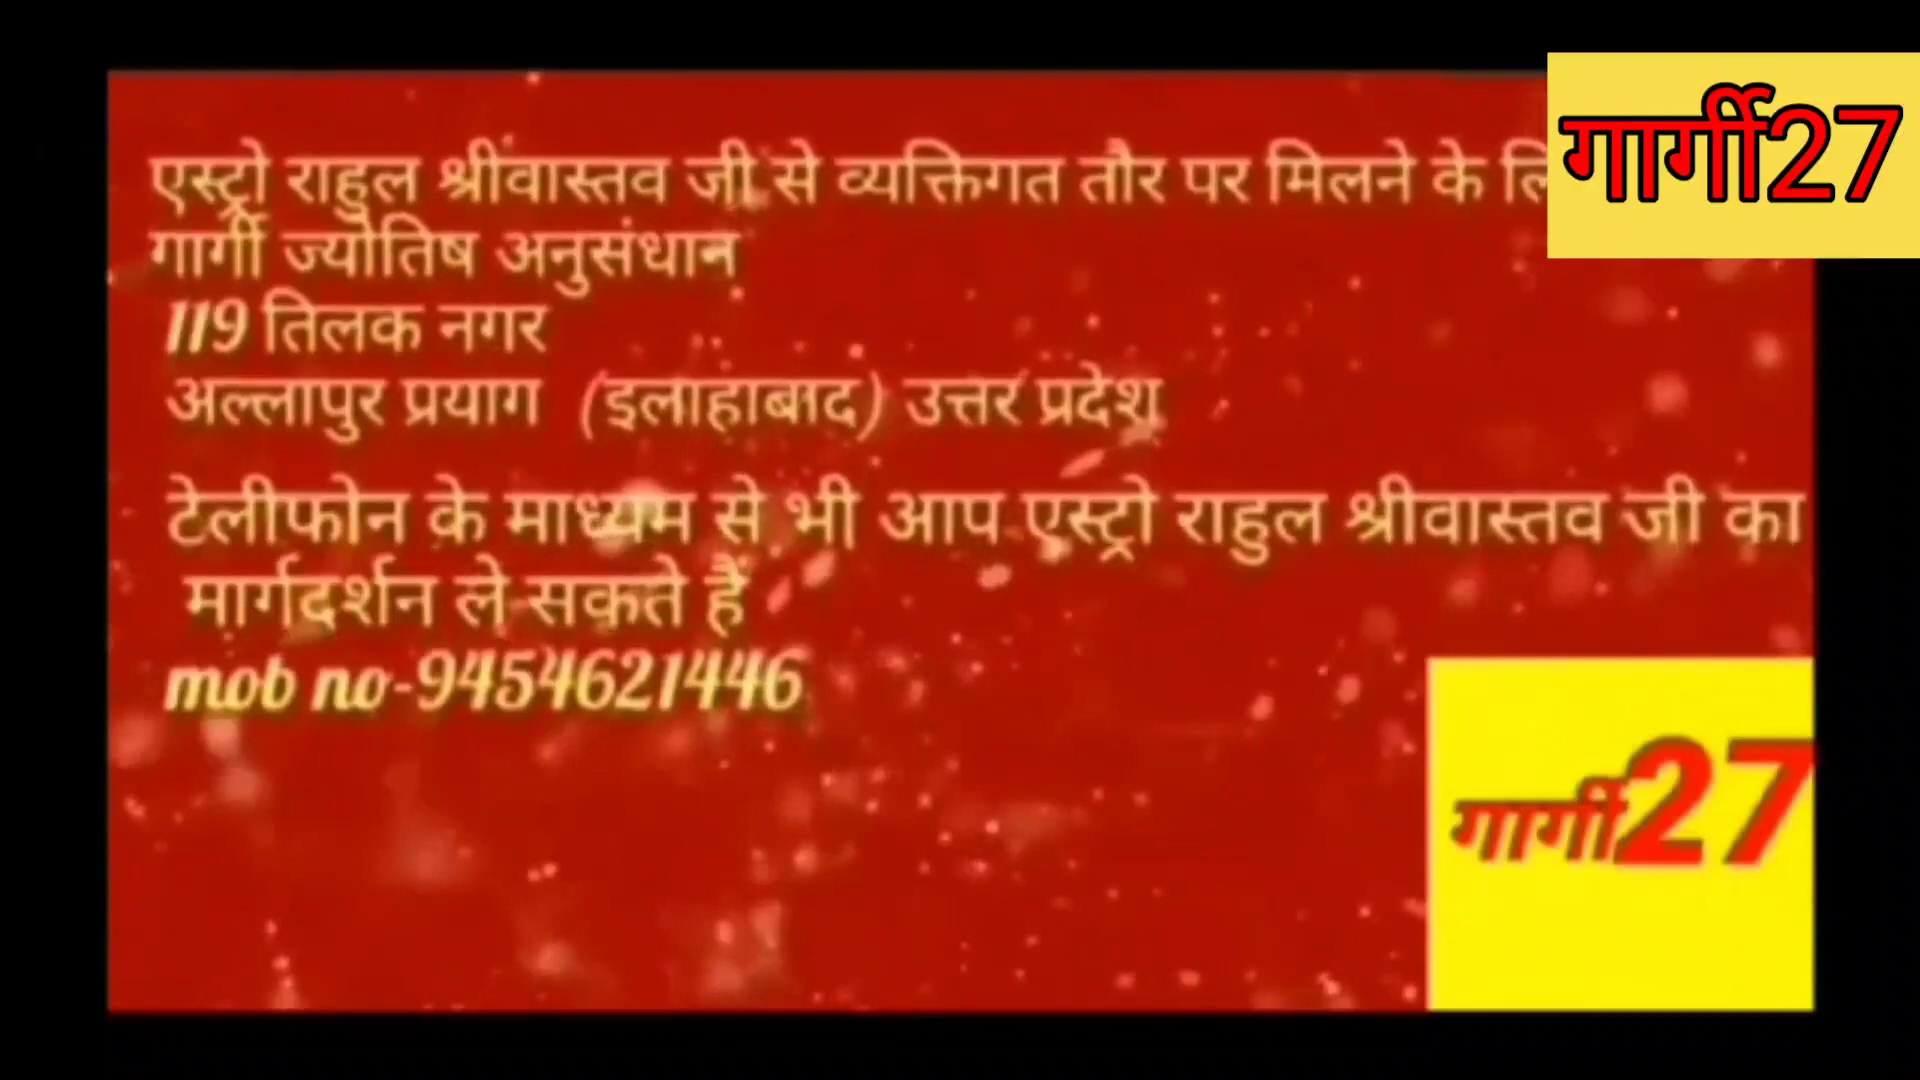 एस्ट्रो राहुल श्रीवास्तव जी से व्यक्तिगत तौर पर मिलने के
गार्गी27
गार्गी ज्योतिष अनुसंधान
119 तिलक नगर
अल्लापुर प्रयाग (इलाहाबाद) उत्तर प्रदेश
टेलीफोन के माध्यम से भी आप एस्ट्रो राहुल श्रीवास्तव जी का
मार्गदर्शन ले सकते हैं
mob no-9454621446
गार्गी27